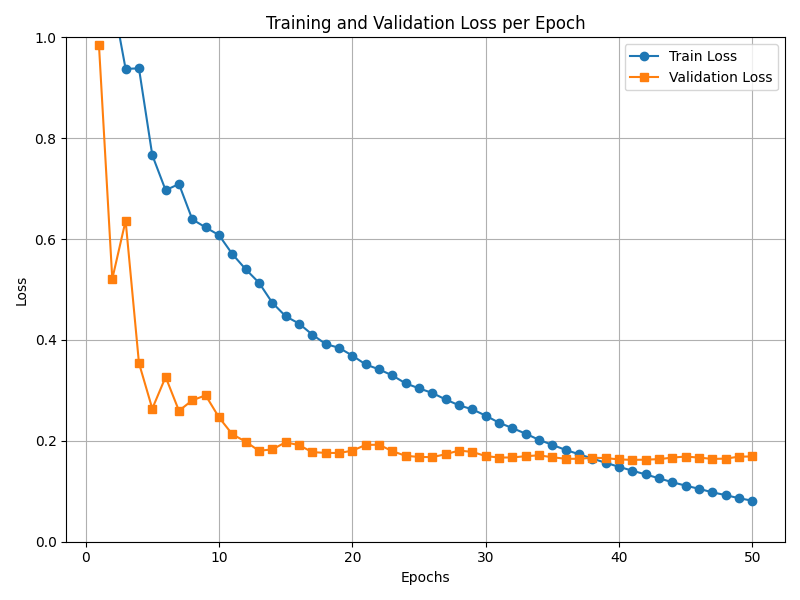 Training and Validation Loss per Epoch
Train Loss
Validation Loss
Loss
1.0
0.8
0.6
0.4
0.2
0.0
0 10 20 30 40 50
Epochs